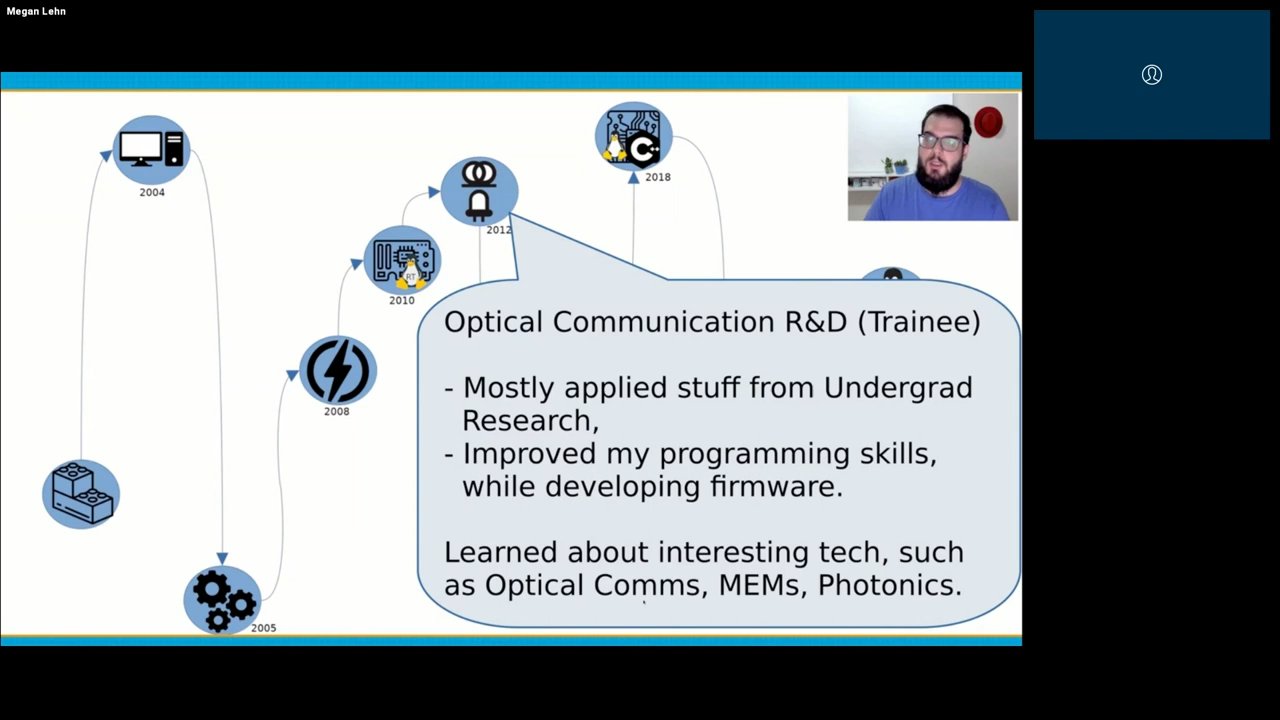 Megan Lehn
2004
2018
2012
RT
2010
2008
2005
Optical Communication R&D (Trainee)
- Mostly applied stuff from Undergrad
Research,
- Improved my programming skills,
while developing firmware.
Learned about interesting tech, such
as Optical Comms, MEMs, Photonics.